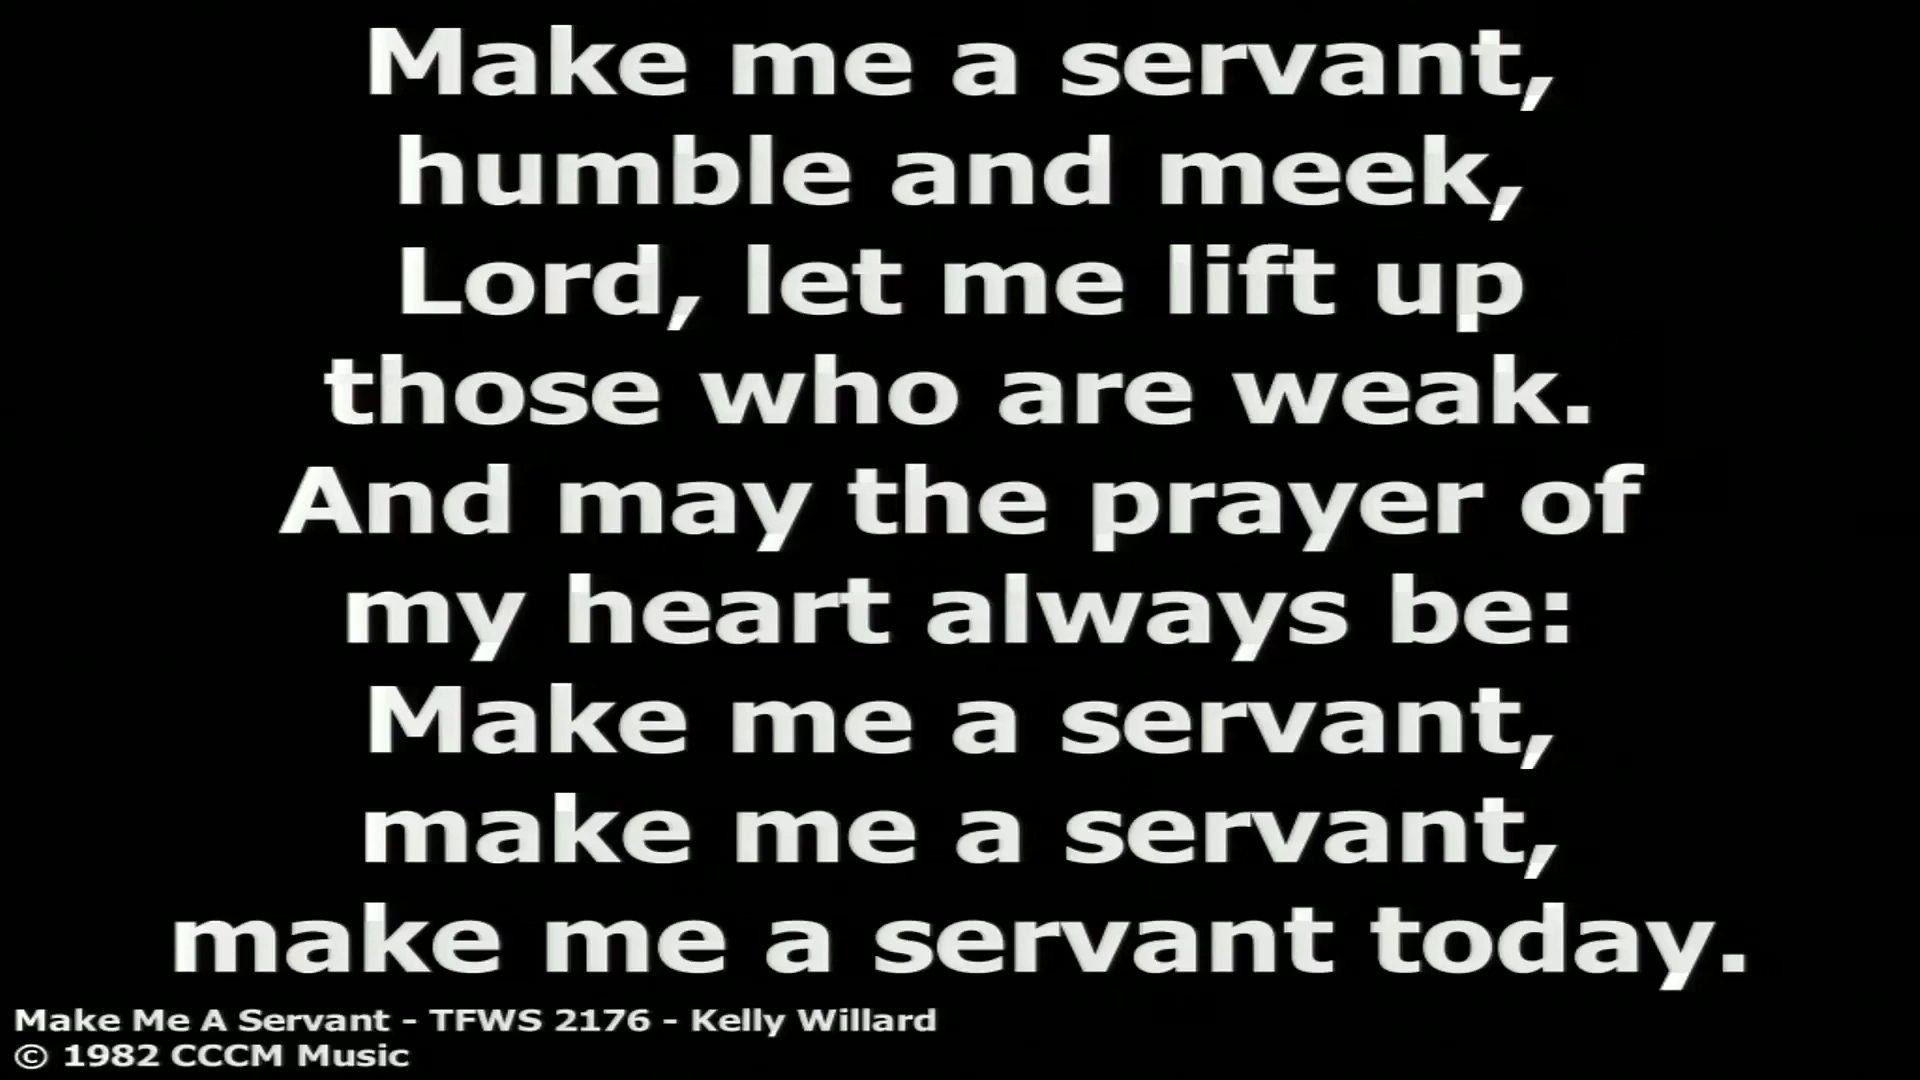 Make me a servant,
humble and meek,
Lord, let me lift up
those who are weak.
And may the prayer of
my heart always be:
Make me a servant,
make me a servant,
make me a servant today.
Make Me A Servant - TFWS 2176 - Kelly Willard
© 1982 CCCM Music